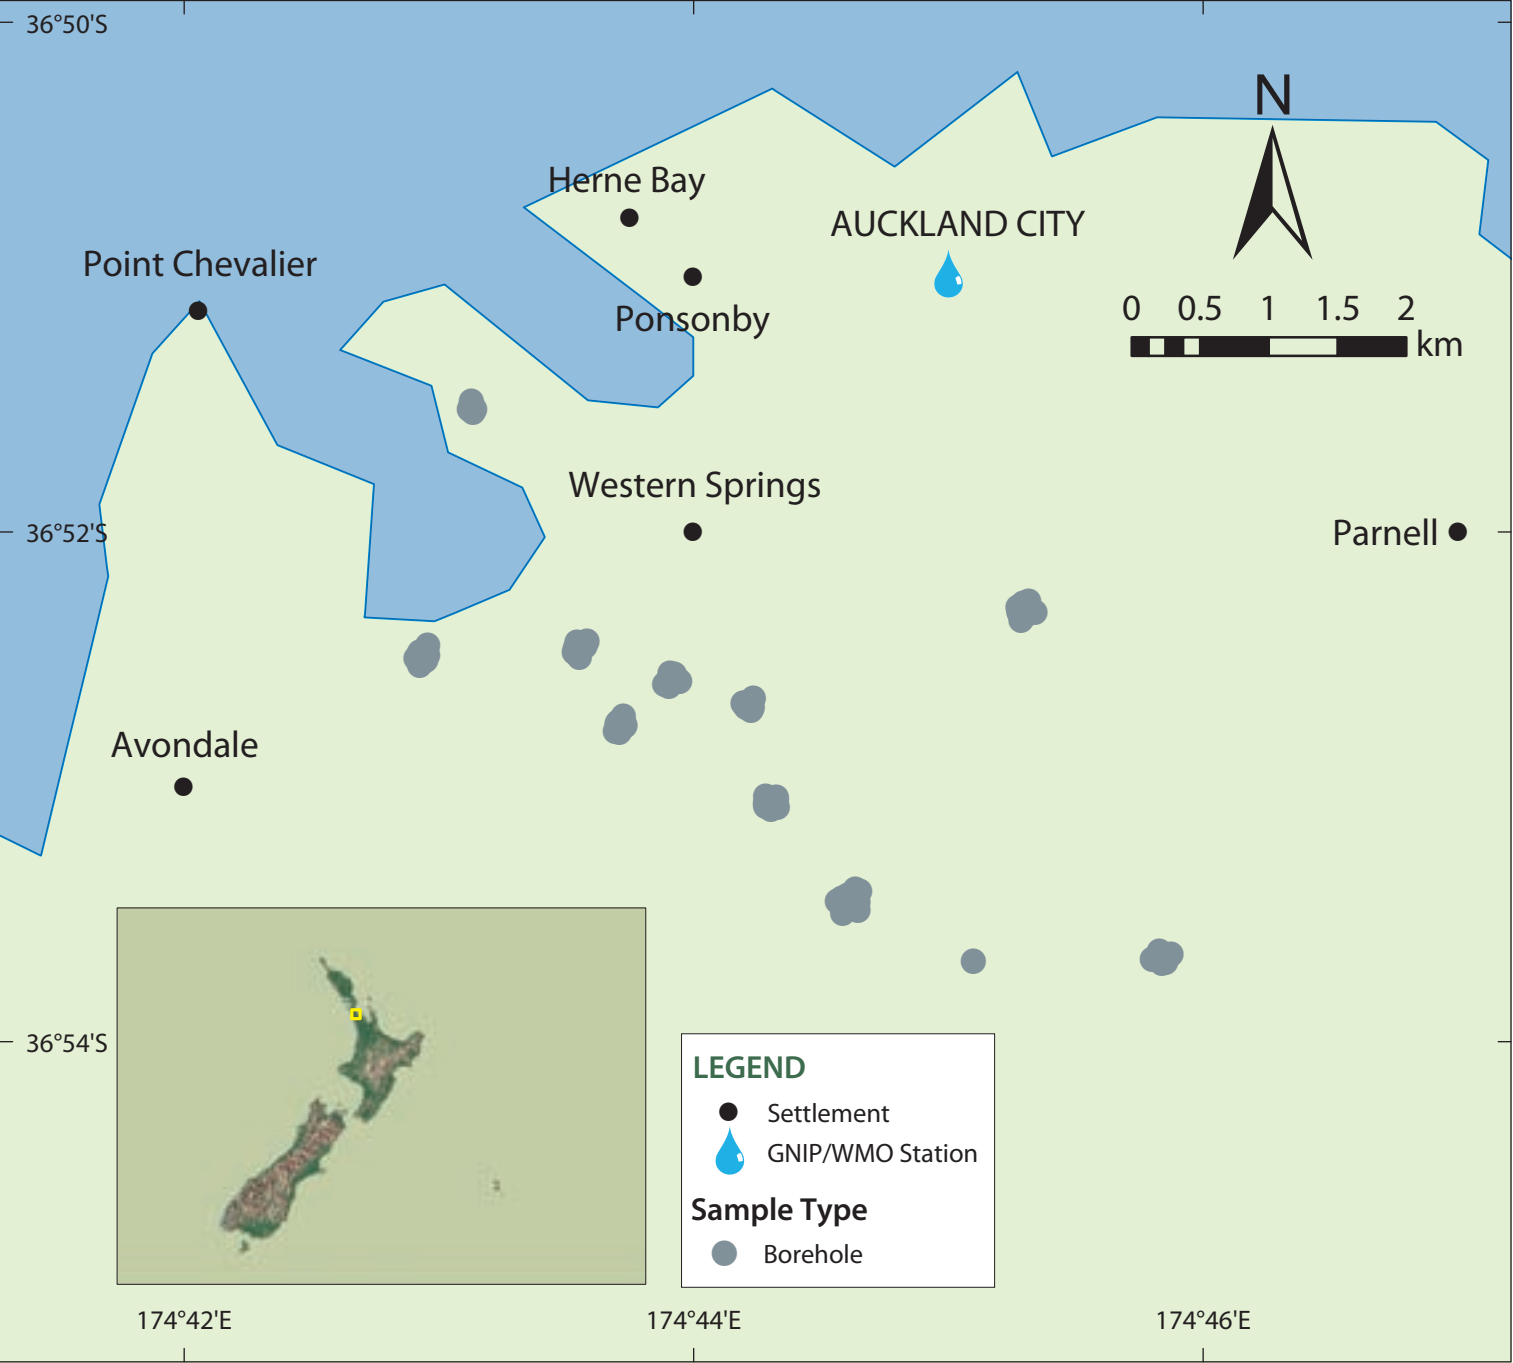 36°50'S
N
Herne Bay
AUCKLAND CITY
Point Chevalier
0 0.5 1 1.5 2
Ponsonby
km
Western Springs
36°52'S
Parnell
Avondale
36°54'S
LEGEND
Settlement
GNIP/WMO Station
Sample Type
Borehole
174°42'E 174°44'E 174°46'E